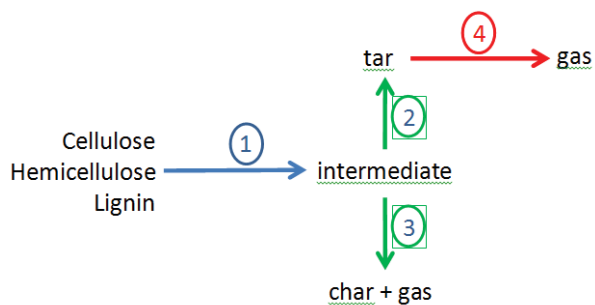 4
tar
gas
2
Cellulose
1
Hemicellulose
intermediate
Lignin
3
char + gas